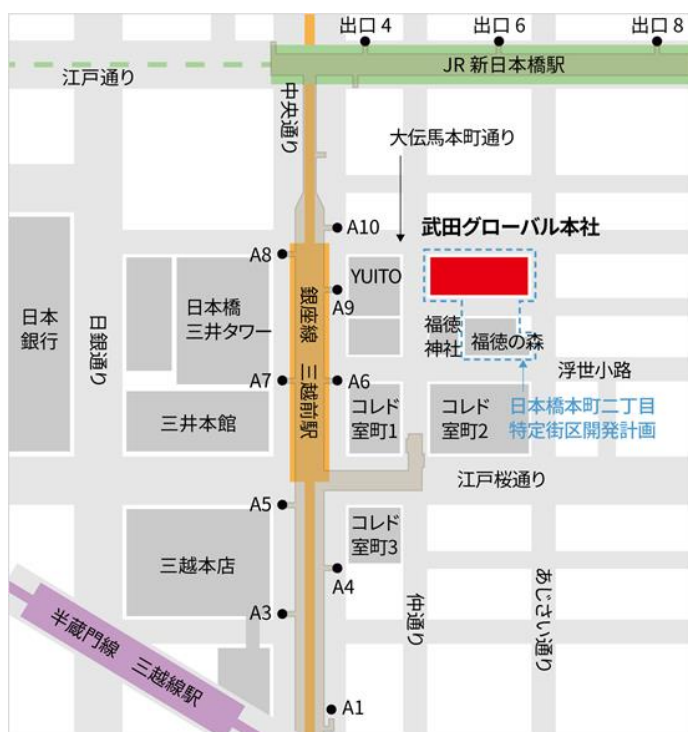 出口 4
出口 6
出口 8
JR 新日本橋駅
江戸通り
中央通り
大伝馬本町通り
A10
武田グローバル本社
A8
YUITO
A9
日本
銀行
日銀通り
日本橋
三井タワー
銀座線 三越前駅
福徳
神社
福徳の森
浮世小路
A7
A6
三井本館
コレド
室町1
コレド
室町2
日本橋本町二丁目
特定街区開発計画
江戸桜通り
A5
コレド
室町3
三越本店
A4
仲通り
あじさい通り
A3
半蔵門線 三越線駅
A1